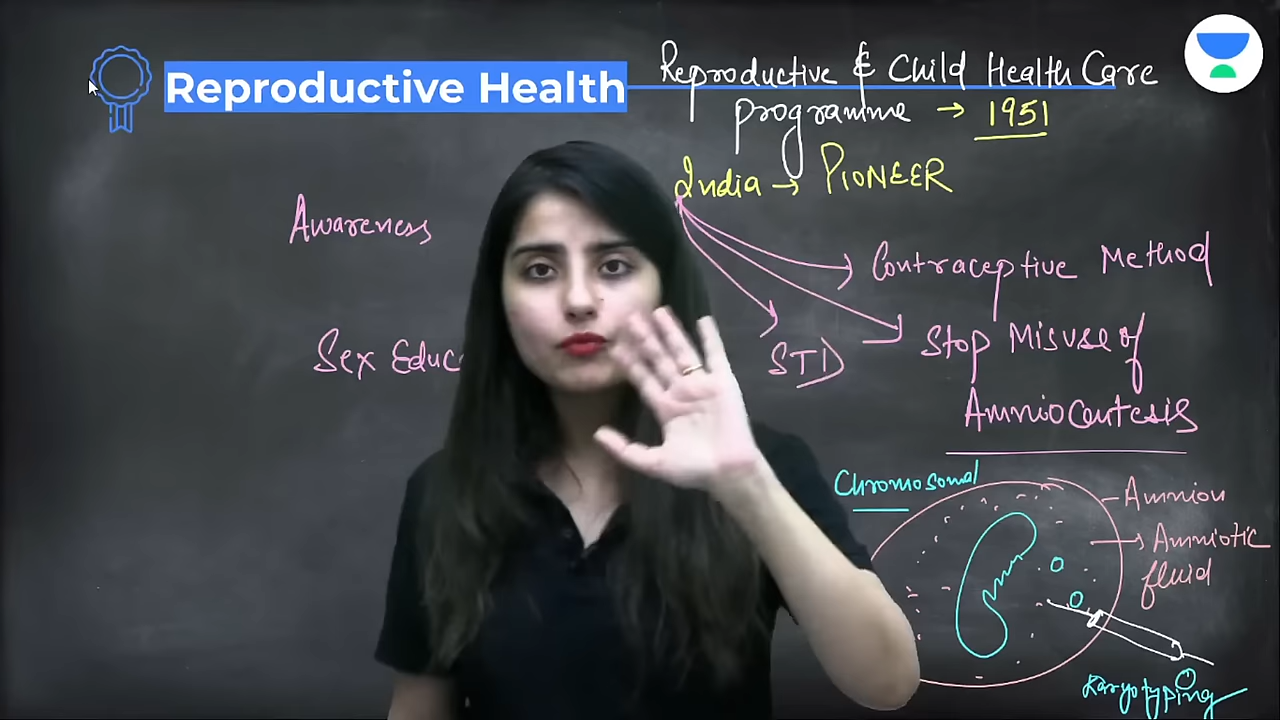 Reproductive Health
Reproductive & Child Health Care
programme → 1951
India → PIONEER
Awareness
Contraceptive Method
Sex Educ
STD
Stop Misuse of
Amniocentesis
Chromosomal
Amnion
→ Amniotic
fluid
Karyotyping